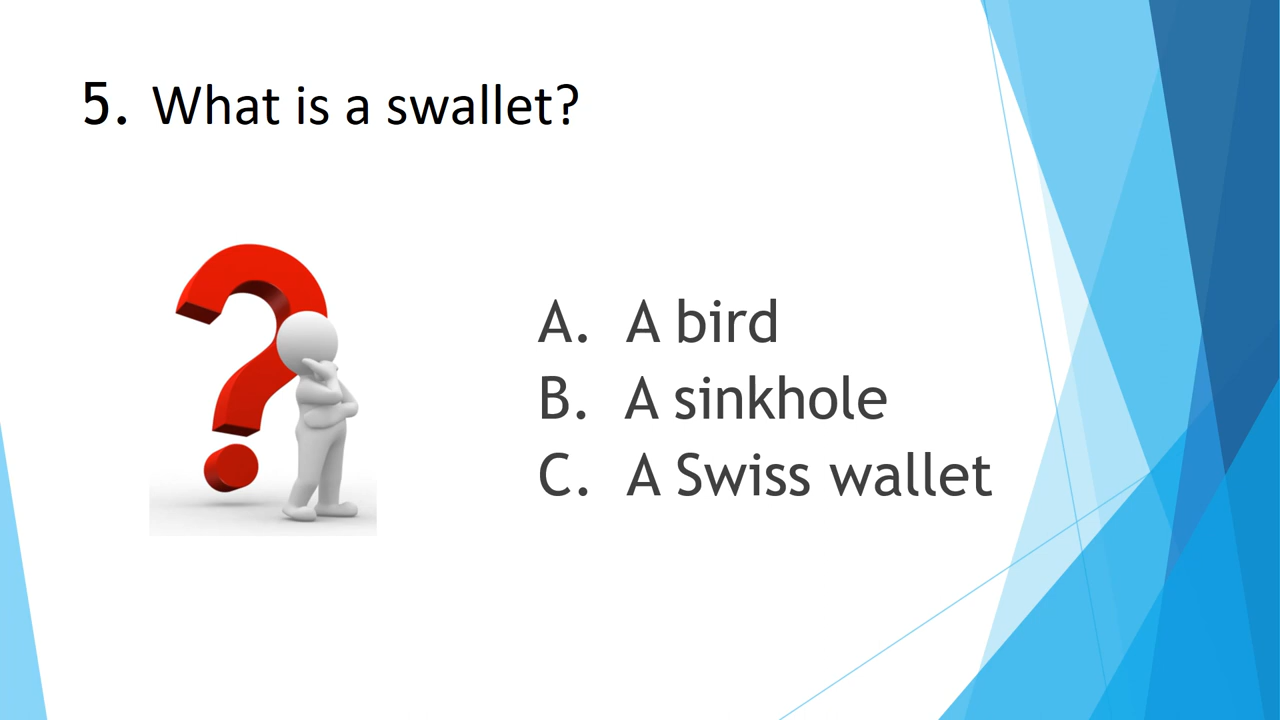 5. What is a swallet?
A. A bird
B. A sinkhole
C. A Swiss wallet